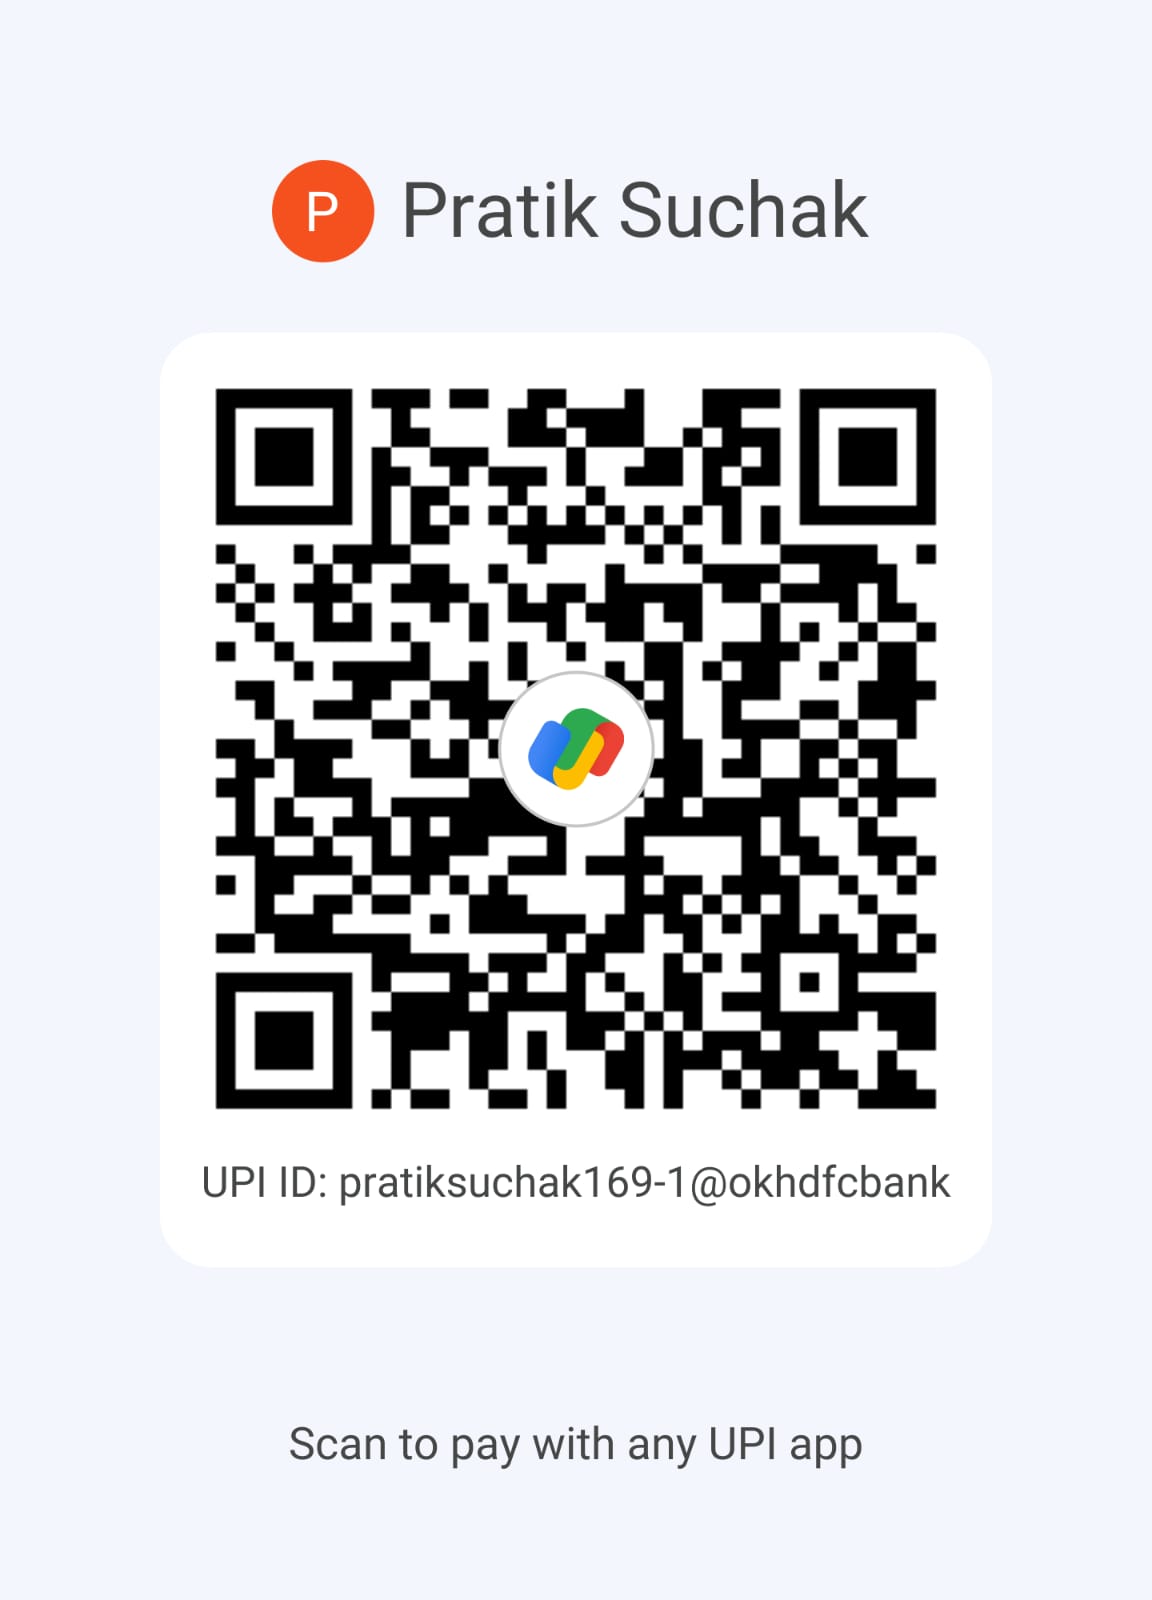 P Pratik Suchak
UPI ID: pratiksuchak169-1@okhdfcbank
Scan to pay with any UPI app